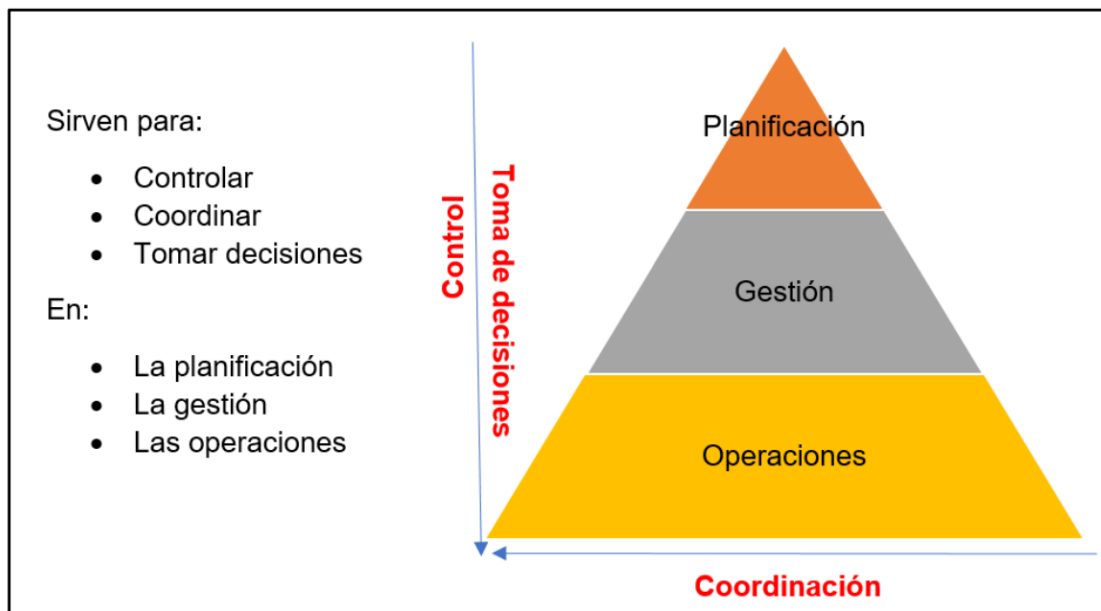 Sirven para:
• Controlar
• Coordinar
• Tomar decisiones
En:
• La planificación
• La gestión
• Las operaciones
Control
Toma de decisiones
Planificación
Gestión
Operaciones
Coordinación